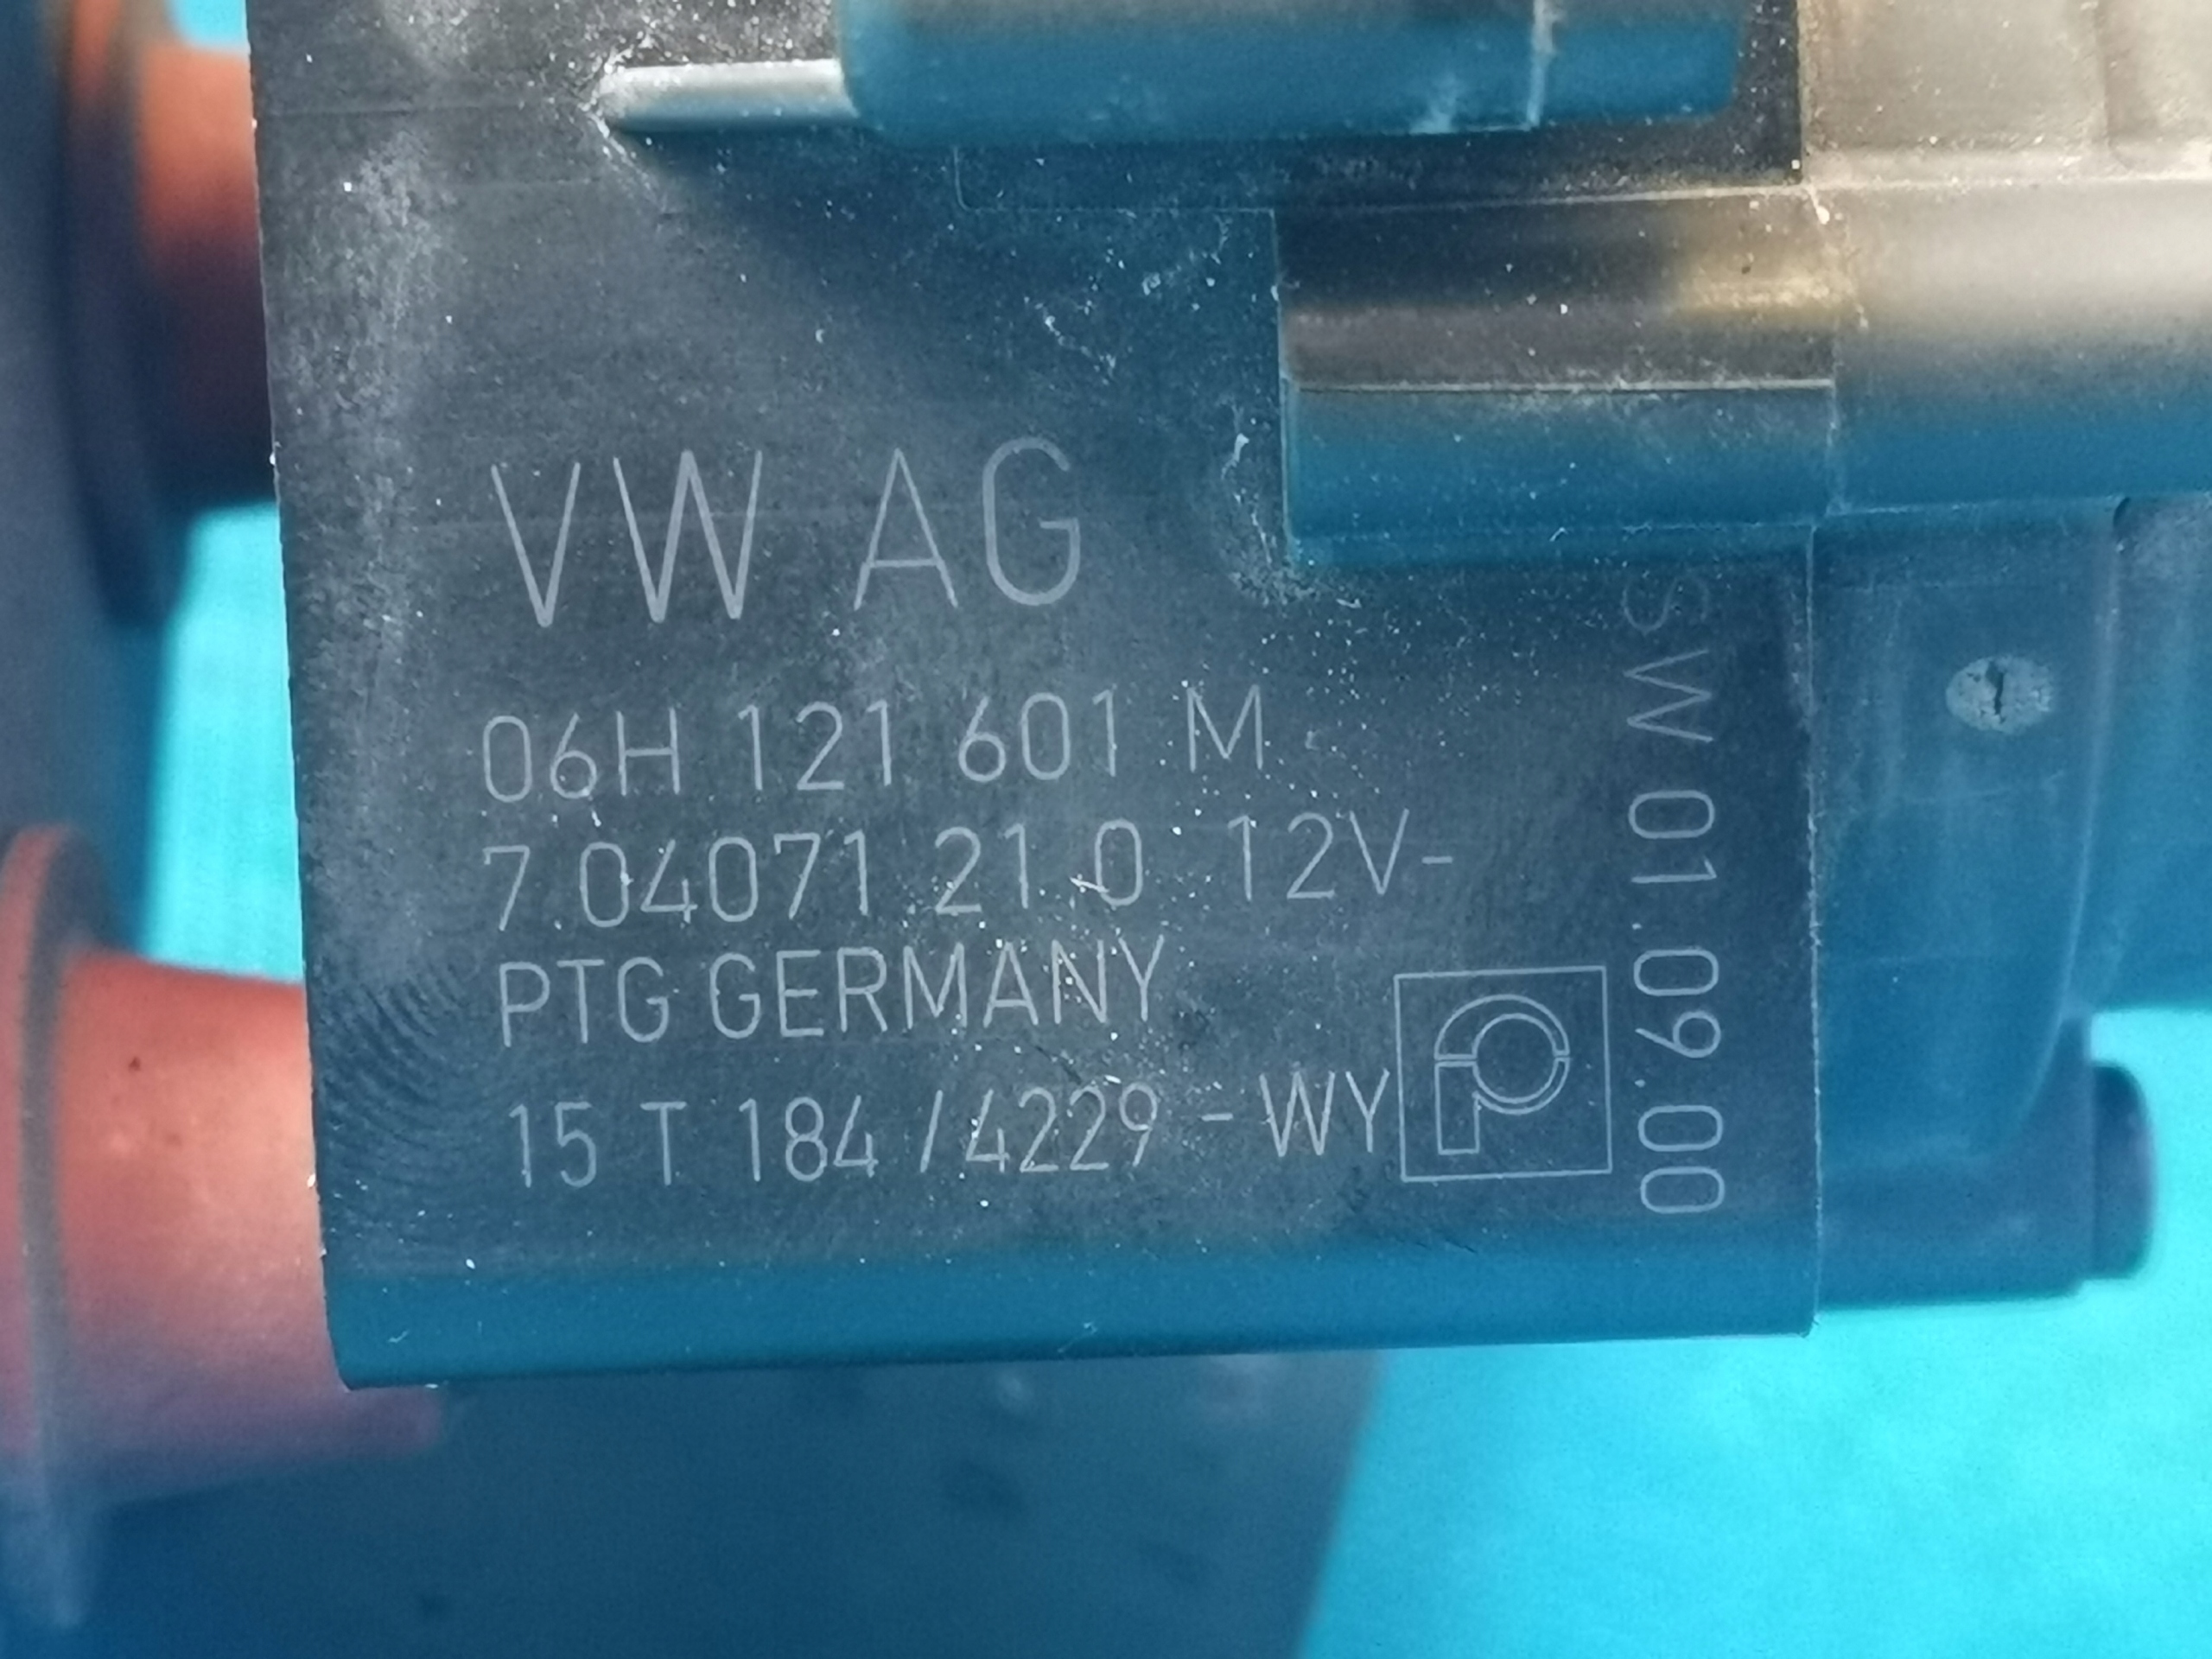 VW AG
06H 121 601 M
7.04071.21.0 12V-
PTG GERMANY
15 T 184 / 4229 - WY
SW 01.09.00